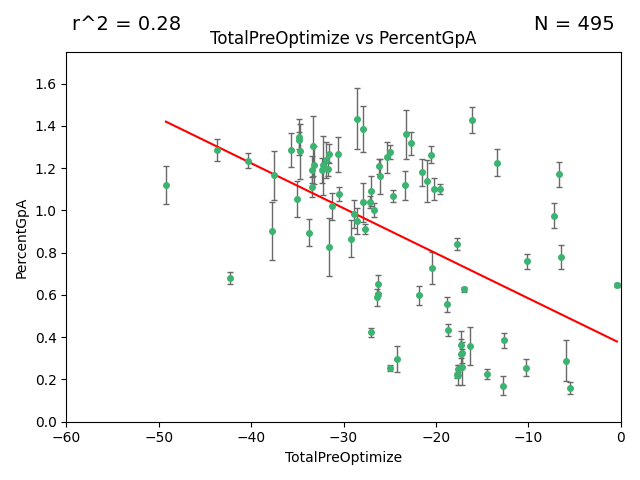 r^2 = 0.28
N = 495
TotalPreOptimize vs PercentGpA
PercentGpA
1.6
1.4
1.2
1.0
0.8
0.6
0.4
0.2
0.0
−60 −50 −40 −30 −20 −10 0
TotalPreOptimize